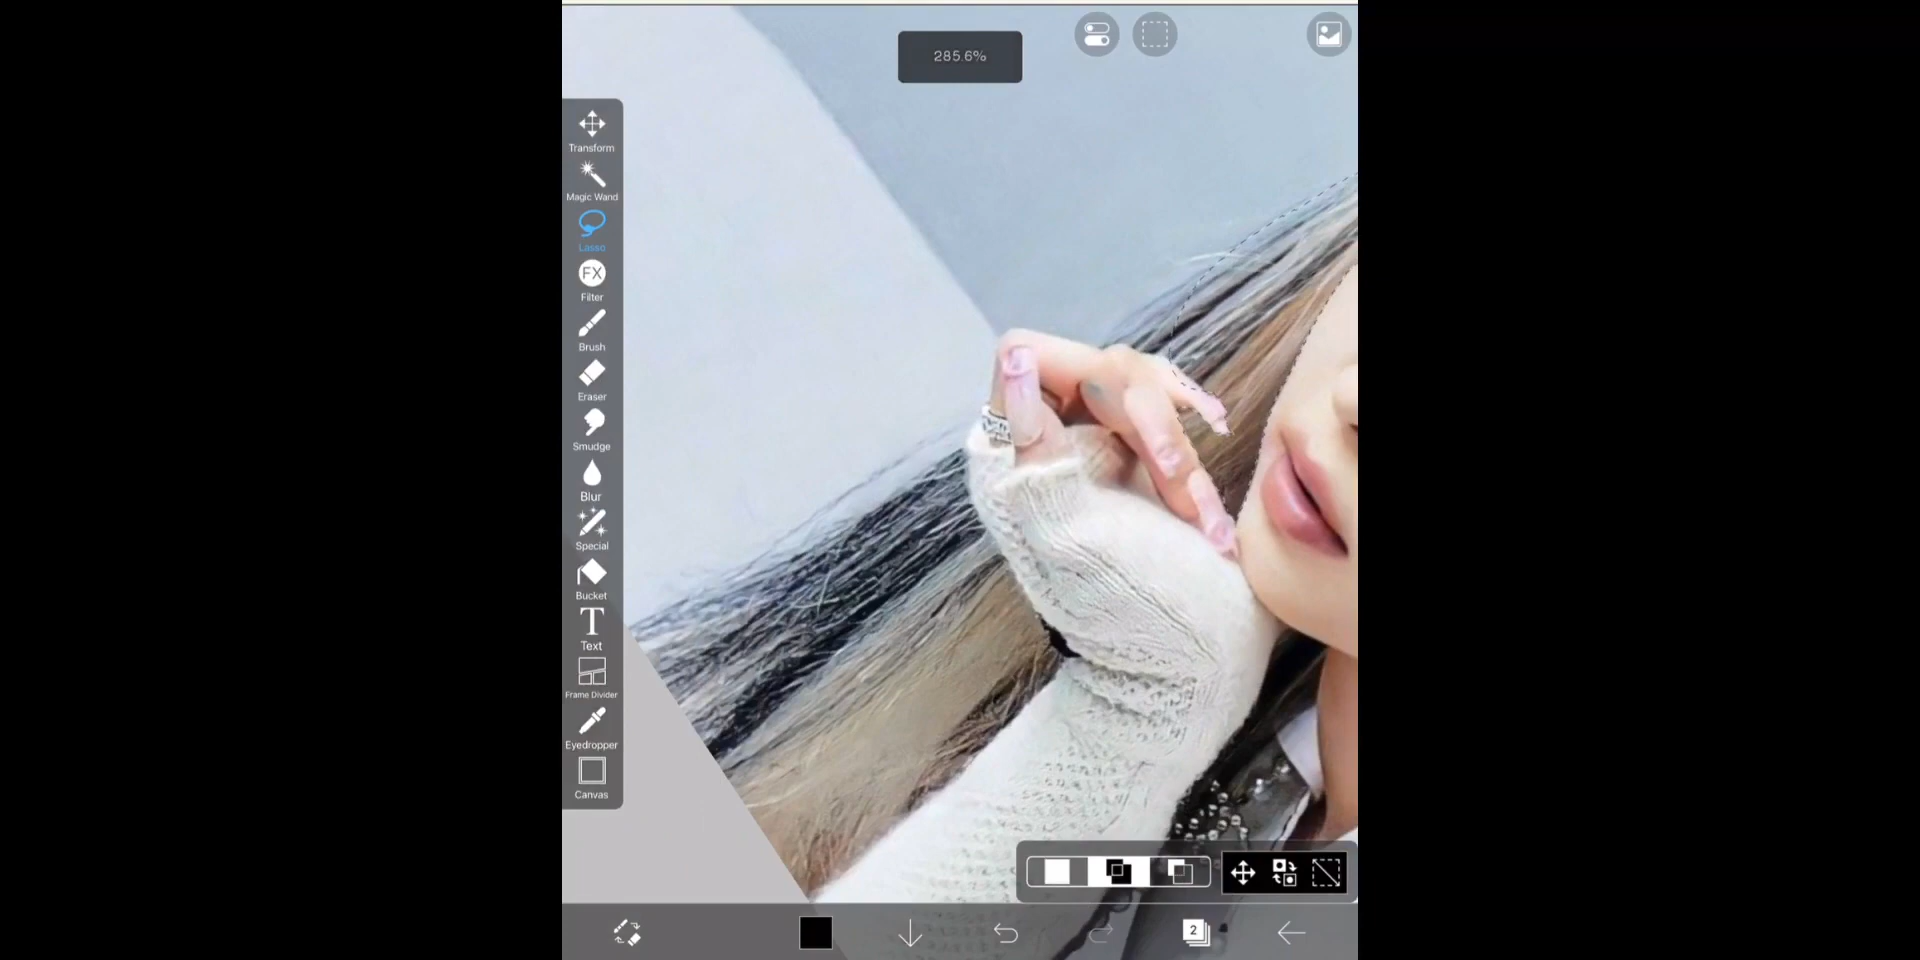 285.6%
Transform
Magic Wand
Lasso
FX
Filter
Brush
Eraser
Smudge
Blur
Special
Bucket
T
Text
Frame Divider
Eyedropper
Canvas
2